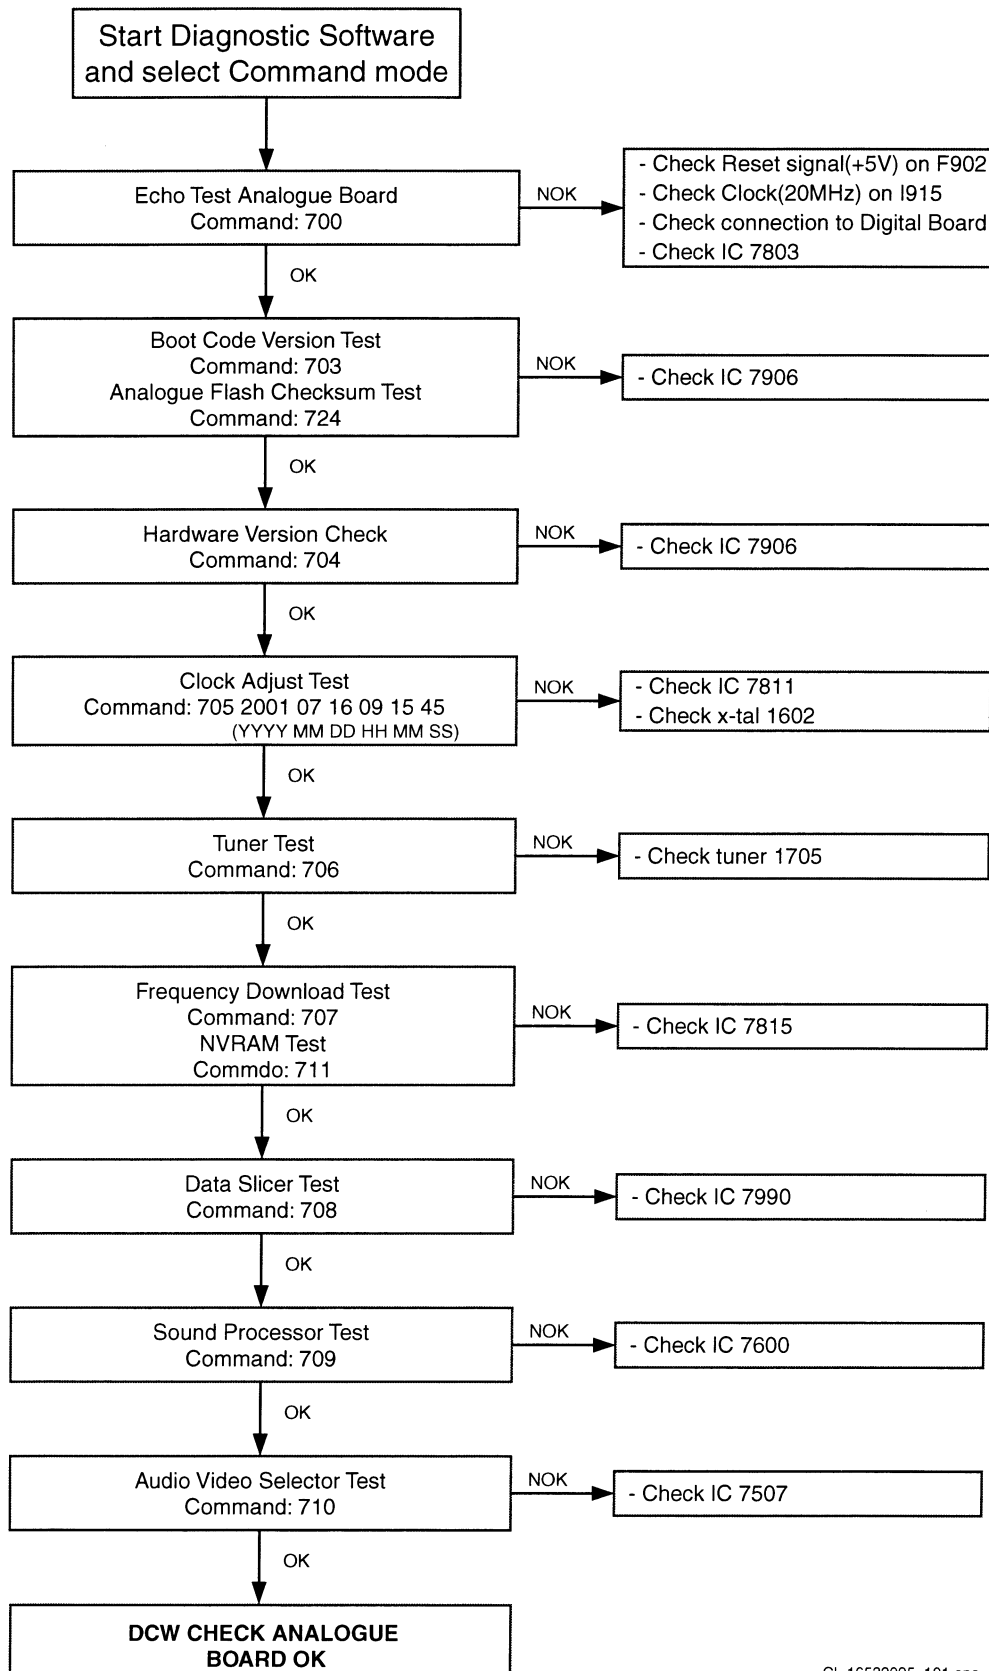 Start Diagnostic Software
and select Command mode
Echo Test Analogue Board
Command: 700
NOK
- Check Reset signal(+5V) on F902
- Check Clock(20MHz) on I915
- Check connection to Digital Board
- Check IC 7803
OK
Boot Code Version Test
Command: 703
Analogue Flash Checksum Test
Command: 724
NOK
- Check IC 7906
OK
Hardware Version Check
Command: 704
NOK
- Check IC 7906
OK
Clock Adjust Test
Command: 705 2001 07 16 09 15 45
(YYYY MM DD HH MM SS)
NOK
- Check IC 7811
- Check x-tal 1602
OK
Tuner Test
Command: 706
NOK
- Check tuner 1705
OK
Frequency Download Test
Command: 707
NVRAM Test
Commdo: 711
NOK
- Check IC 7815
OK
Data Slicer Test
Command: 708
NOK
- Check IC 7990
OK
Sound Processor Test
Command: 709
NOK
- Check IC 7600
OK
Audio Video Selector Test
Command: 710
NOK
- Check IC 7507
OK
DCW CHECK ANALOGUE
BOARD OK